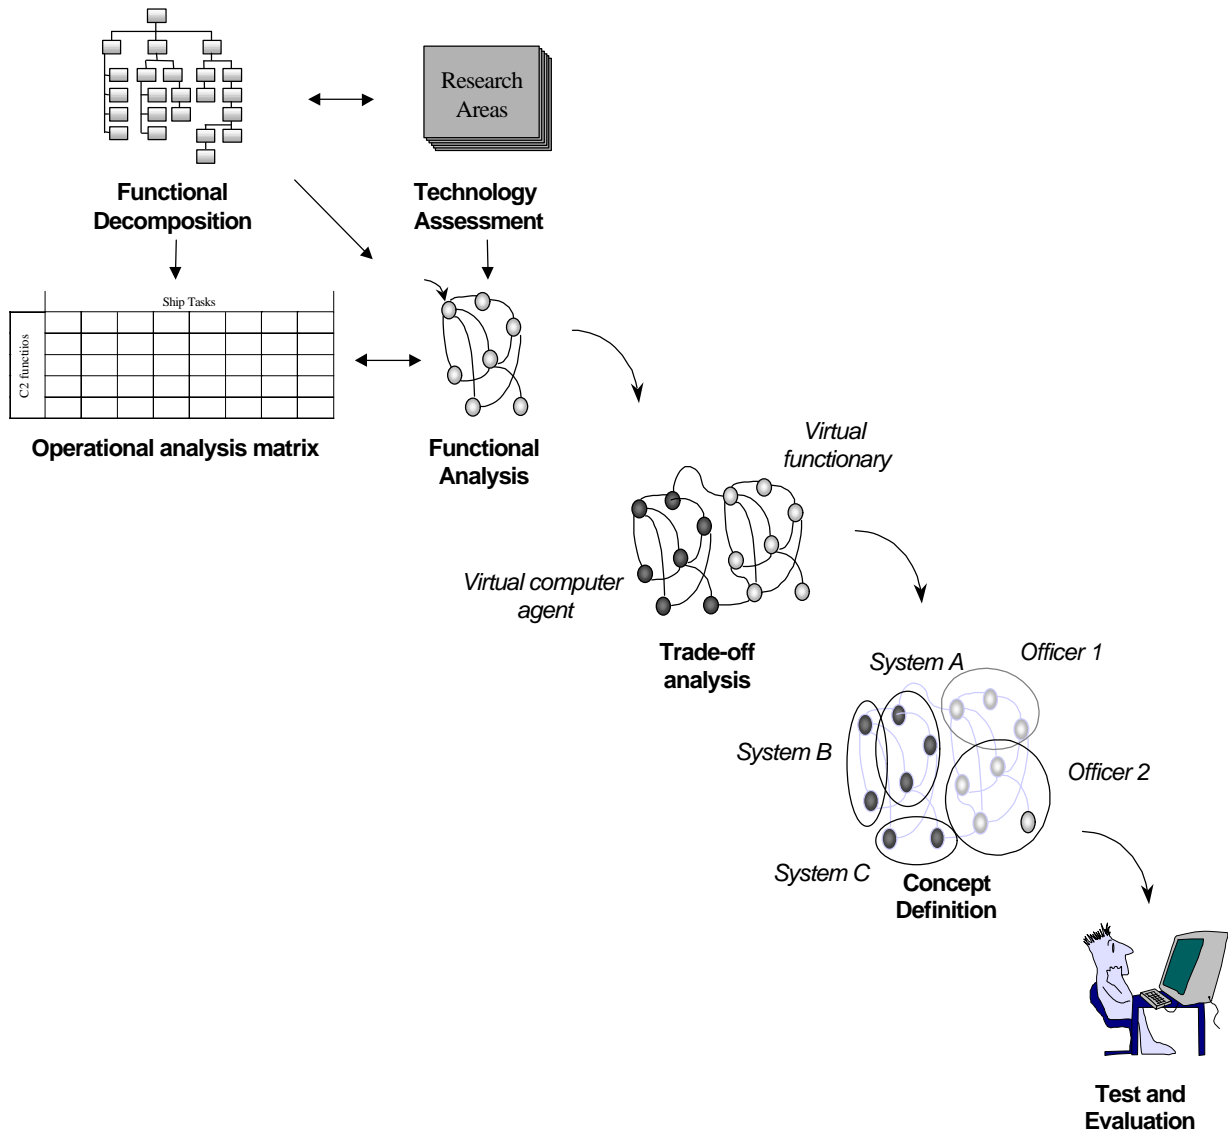 Research
Areas
Functional
Decomposition
Technology
Assessment
Ship Tasks
C2 functiios
Operational analysis matrix
Functional
Analysis
Virtual
functionary
Virtual computer
agent
Trade-off
analysis
System A
Officer 1
System B
Officer 2
System C
Concept
Definition
Test and
Evaluation